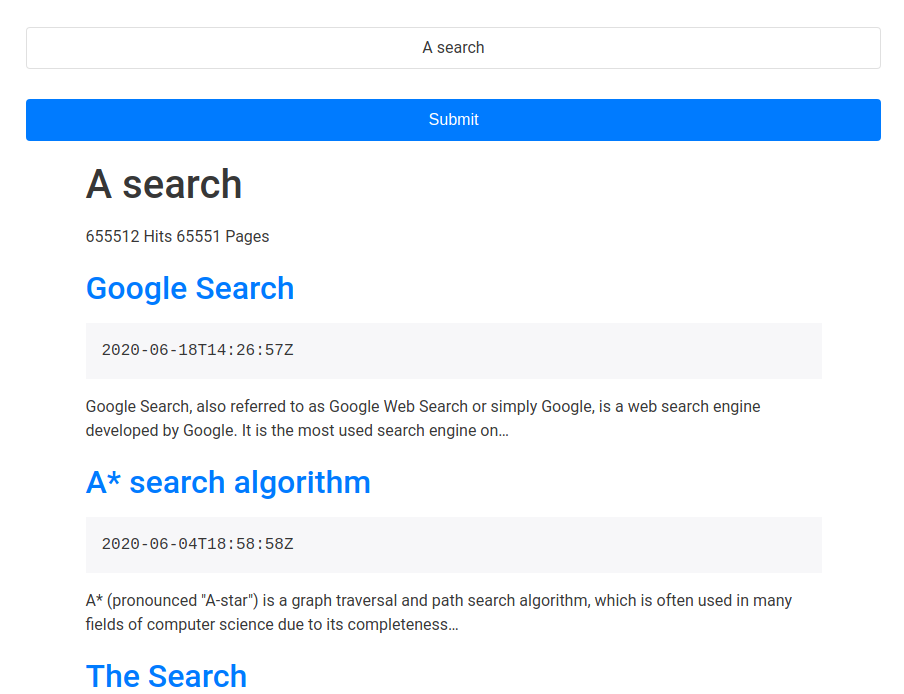 A search
Submit
A search
655512 Hits 65551 Pages
Google Search
2020-06-18T14:26:57Z
Google Search, also referred to as Google Web Search or simply Google, is a web search engine
developed by Google. It is the most used search engine on…
A* search algorithm
2020-06-04T18:58:58Z
A* (pronounced "A-star") is a graph traversal and path search algorithm, which is often used in many
fields of computer science due to its completeness…
The Search